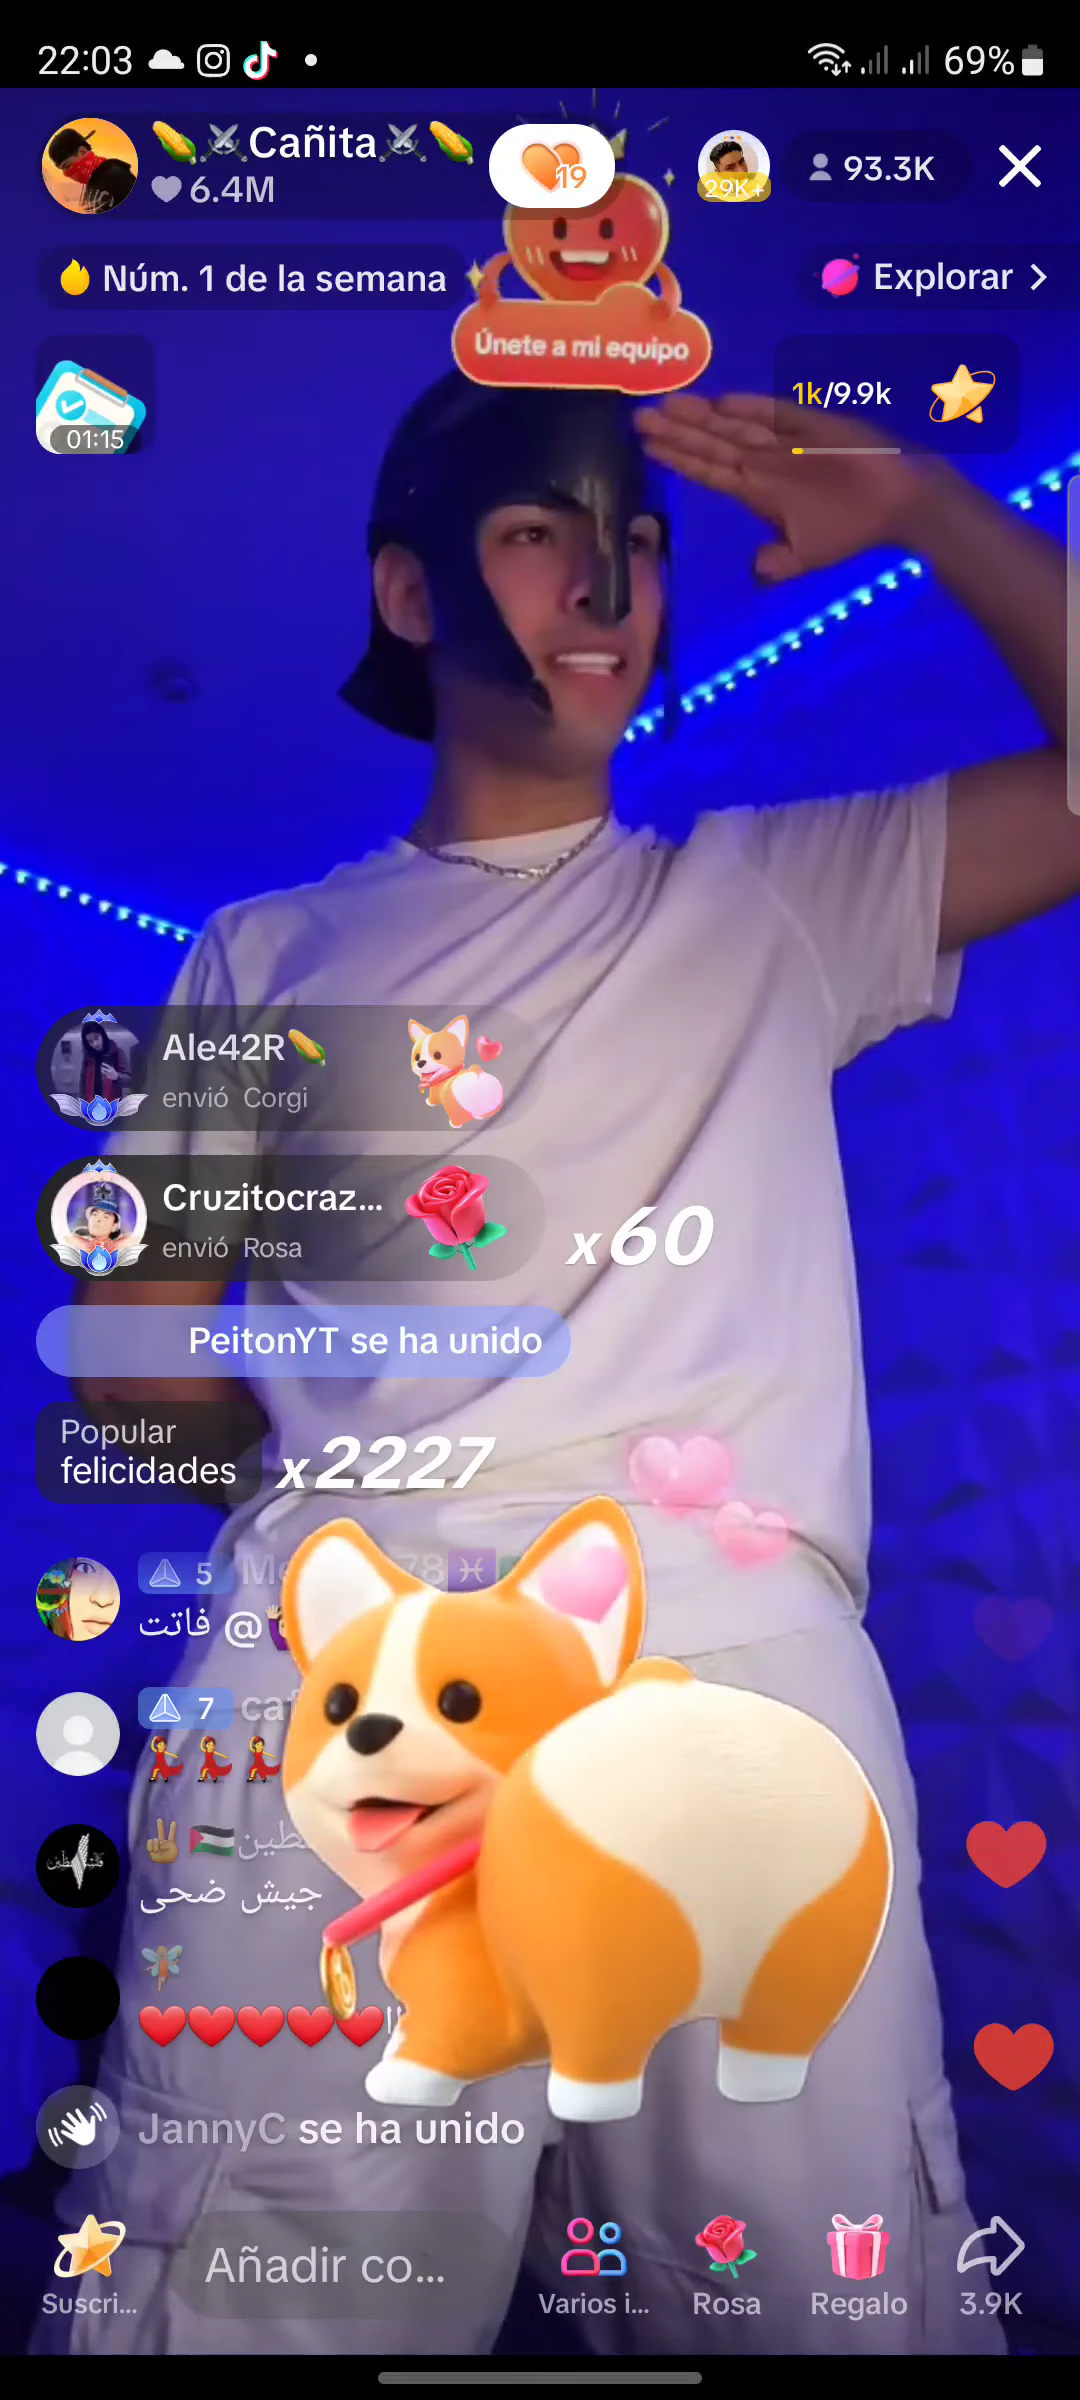 22:03
69%
🌽⚔️Cañita⚔️🌽
6.4M
19
29K+
93.3K
Núm. 1 de la semana
Explorar
Únete a mi equipo
1k/9.9k
01:15
Ale42R🌽
envió Corgi
Cruzitocraz...
envió Rosa
x60
PeitonYT se ha unido
Popular
felicidades
x2227
5
78♓
فاتت @
7
💃💃💃
✌🏽🇵🇸
جيش ضحى
🧚
❤️❤️❤️❤️❤️
JannyC se ha unido
Añadir co...
Suscri...
Varios i...
Rosa
Regalo
3.9K